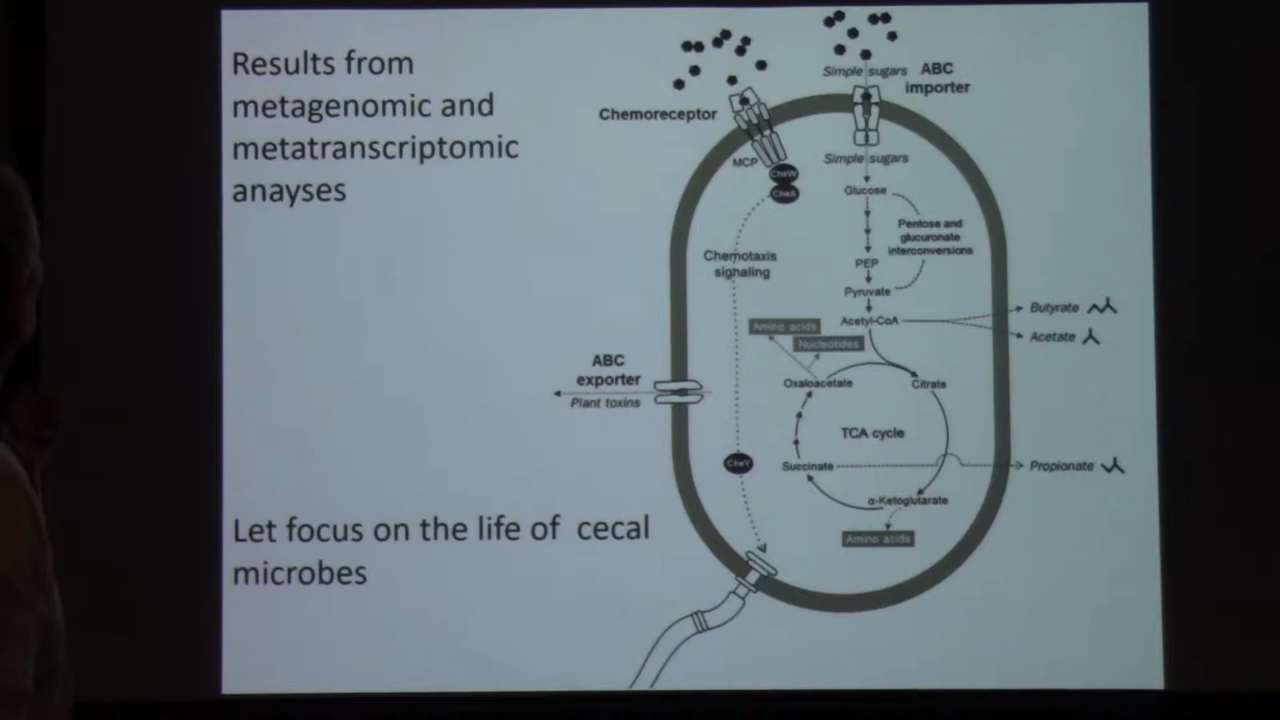 Results from
metagenomic and
metatranscriptomic
anayses
Let focus on the life of cecal
microbes
Simple sugars
ABC
importer
Chemoreceptor
MCP
CheW
CheA
Simple sugars
Glucose
Pentose and
glucuronate
interconversions
PEP
Pyruvate
Chemotaxis
signaling
Acetyl-CoA
Butyrate
Acetate
Amino acids
Nucleotides
ABC
exporter
Plant toxins
Oxaloacetate
Citrate
TCA cycle
CheY
Succinate
Propionate
α-Ketoglutarate
Amino acids